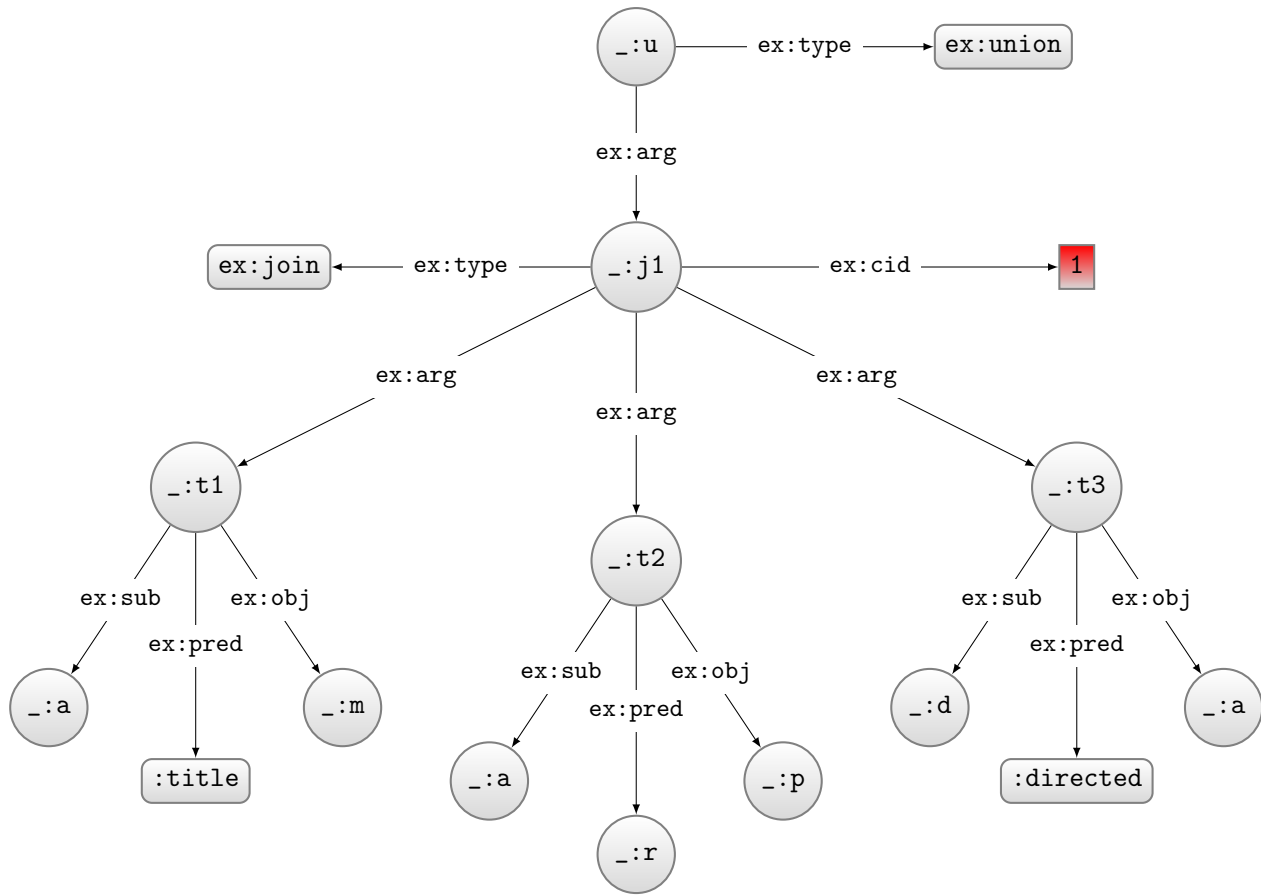 _:u ex:type ex:union
ex:arg
ex:join ex:type _:j1 ex:cid 1
ex:arg ex:arg ex:arg
_:t1 _:t2 _:t3
ex:sub ex:pred ex:obj
ex:sub ex:pred ex:obj
ex:sub ex:pred ex:obj
_:a :title _:m
_:a _:r _:p
_:d :directed _:a